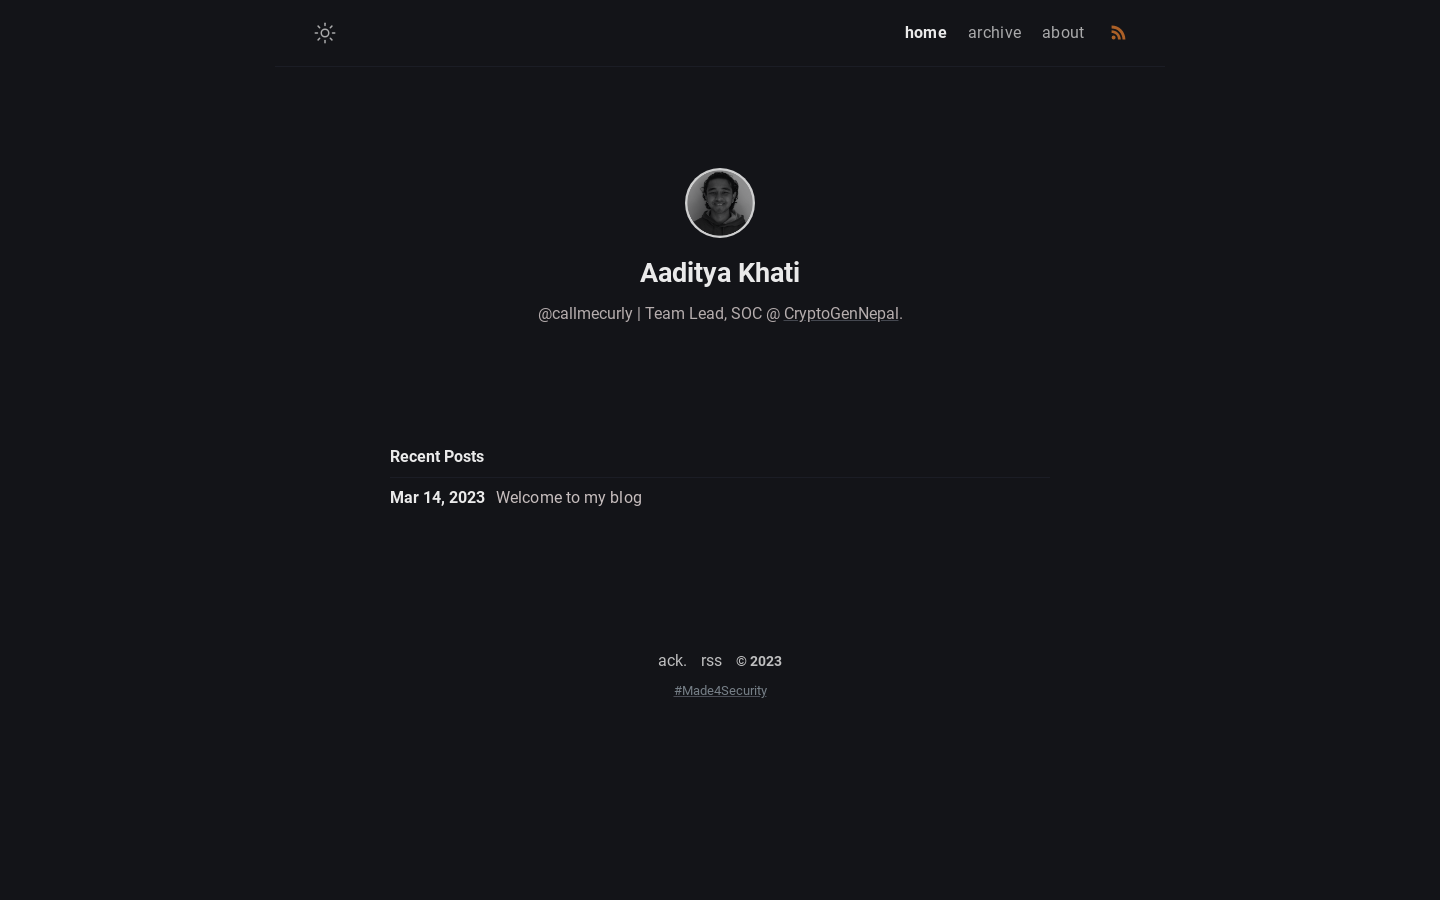 home archive about
Aaditya Khati
@callmecurly | Team Lead, SOC @ CryptoGenNepal.
Recent Posts
Mar 14, 2023 Welcome to my blog
ack. rss © 2023
#Made4Security